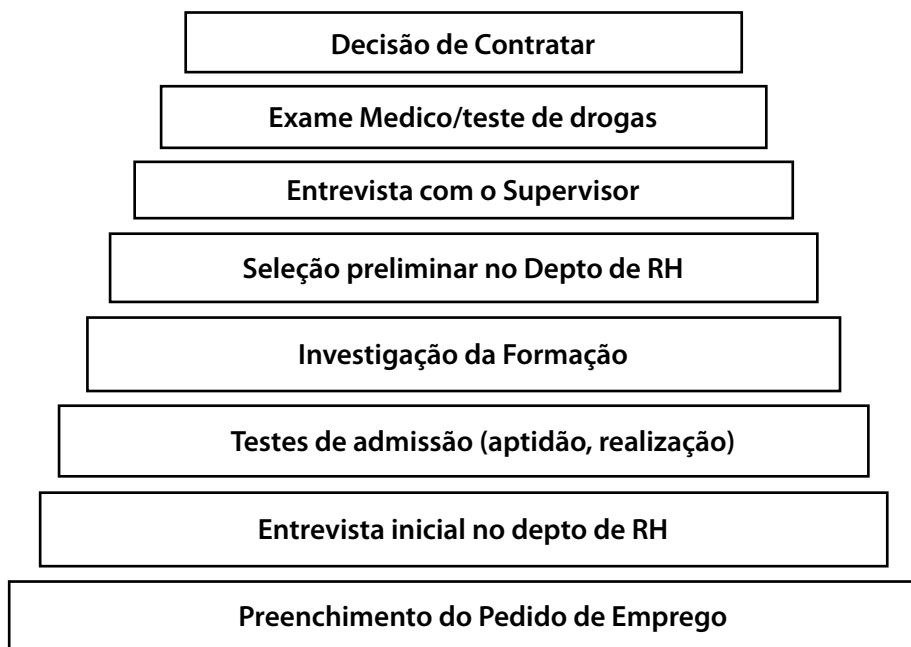 Decisão de Contratar
Exame Medico/teste de drogas
Entrevista com o Supervisor
Seleção preliminar no Depto de RH
Investigação da Formação
Testes de admissão (aptidão, realização)
Entrevista inicial no depto de RH
Preenchimento do Pedido de Emprego